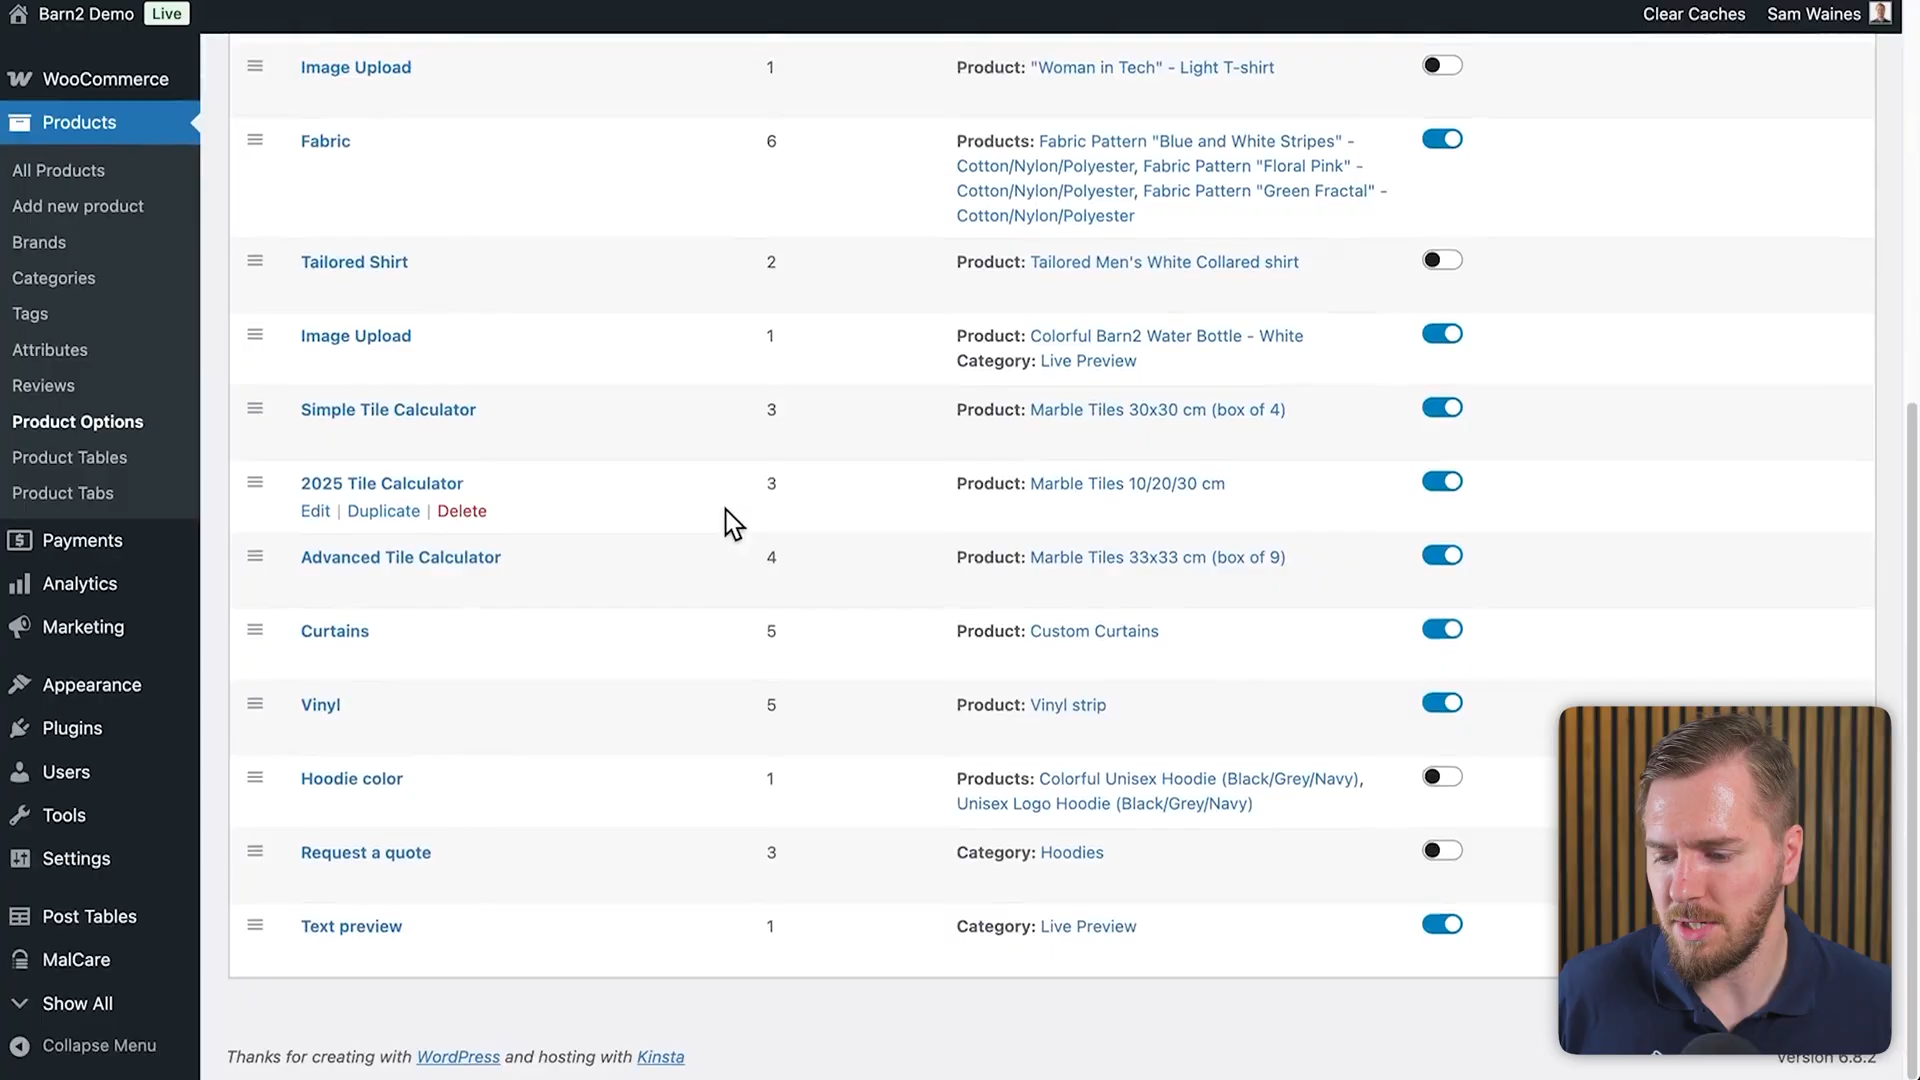 Barn2 Demo Live
Clear Caches Sam Waines
WooCommerce
Products
All Products
Add new product
Brands
Categories
Tags
Attributes
Reviews
Product Options
Product Tables
Product Tabs
Payments
Analytics
Marketing
Appearance
Plugins
Users
Tools
Settings
Post Tables
MalCare
Show All
Collapse Menu
Image Upload 1 Product: "Woman in Tech" - Light T-shirt
Fabric 6 Products: Fabric Pattern "Blue and White Stripes" -
Cotton/Nylon/Polyester, Fabric Pattern "Floral Pink" -
Cotton/Nylon/Polyester, Fabric Pattern "Green Fractal" -
Cotton/Nylon/Polyester
Tailored Shirt 2 Product: Tailored Men's White Collared shirt
Image Upload 1 Product: Colorful Barn2 Water Bottle - White
Category: Live Preview
Simple Tile Calculator 3 Product: Marble Tiles 30x30 cm (box of 4)
2025 Tile Calculator 3 Product: Marble Tiles 10/20/30 cm
Edit | Duplicate | Delete
Advanced Tile Calculator 4 Product: Marble Tiles 33x33 cm (box of 9)
Curtains 5 Product: Custom Curtains
Vinyl 5 Product: Vinyl strip
Hoodie color 1 Products: Colorful Unisex Hoodie (Black/Grey/Navy),
Unisex Logo Hoodie (Black/Grey/Navy)
Request a quote 3 Category: Hoodies
Text preview 1 Category: Live Preview
Thanks for creating with WordPress and hosting with Kinsta
Version 6.8.2